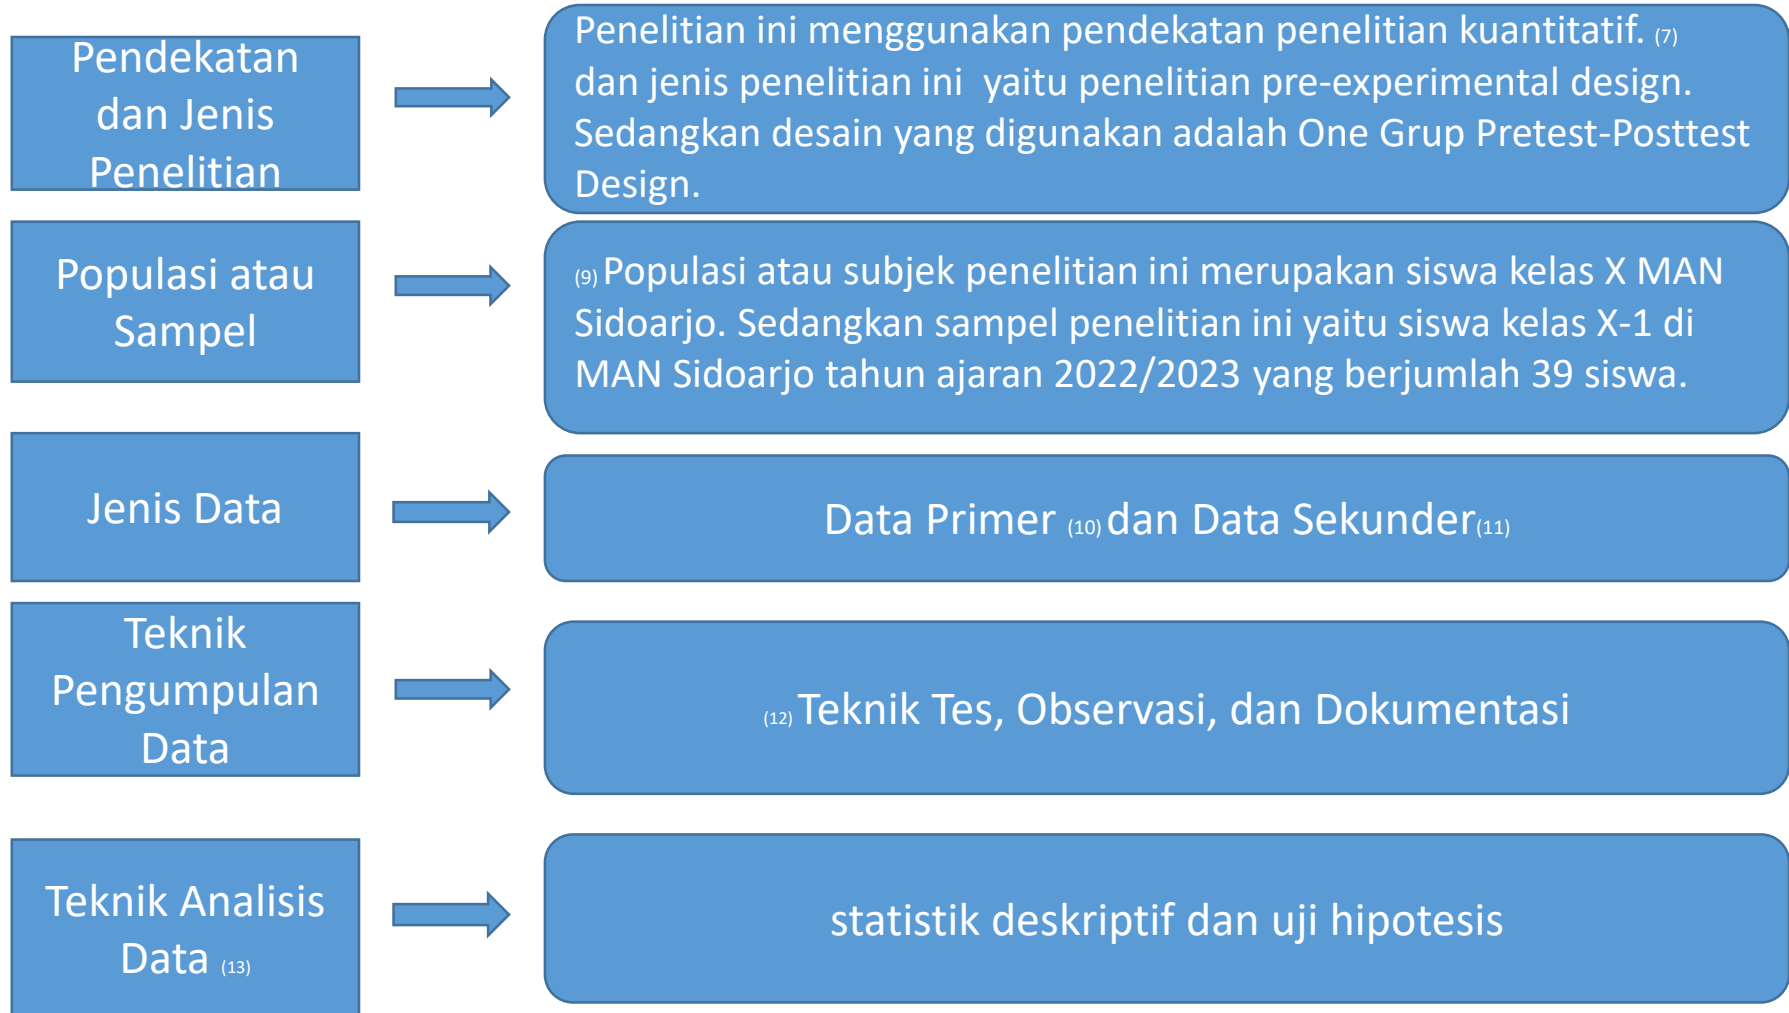 Pendekatan
dan Jenis
Penelitian
Penelitian ini menggunakan pendekatan penelitian kuantitatif. (7)
dan jenis penelitian ini yaitu penelitian pre-experimental design.
Sedangkan desain yang digunakan adalah One Grup Pretest-Posttest
Design.
Populasi atau
Sampel
(9) Populasi atau subjek penelitian ini merupakan siswa kelas X MAN
Sidoarjo. Sedangkan sampel penelitian ini yaitu siswa kelas X-1 di
MAN Sidoarjo tahun ajaran 2022/2023 yang berjumlah 39 siswa.
Jenis Data
Data Primer (10) dan Data Sekunder(11)
Teknik
Pengumpulan
Data
(12) Teknik Tes, Observasi, dan Dokumentasi
Teknik Analisis
Data (13)
statistik deskriptif dan uji hipotesis